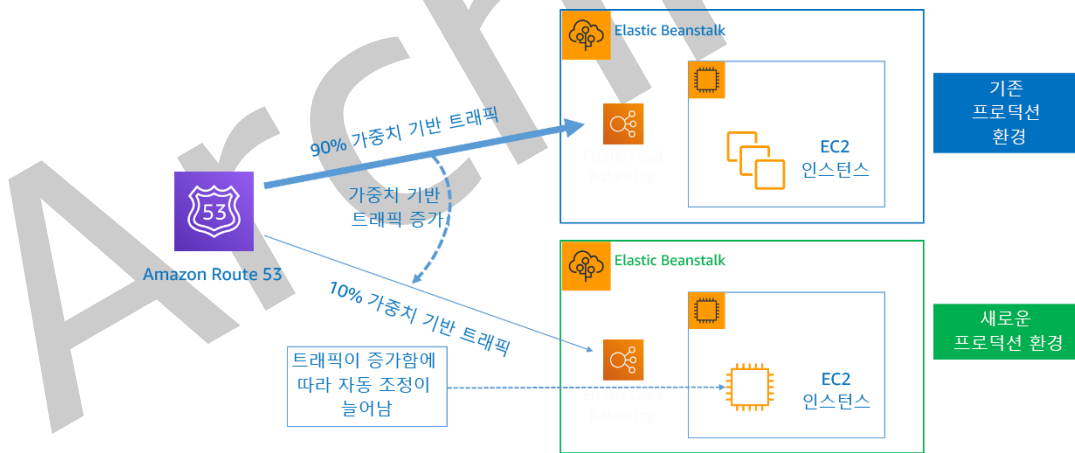 Elastic Beanstalk
90% 가중치 기반 트래픽
EC2
인스턴스
기존
프로덕션
환경
가중치 기반
트래픽 증가
53
Amazon Route 53
10% 가중치 기반 트래픽
Elastic Beanstalk
EC2
인스턴스
새로운
프로덕션 환경
트래픽이 증가함에
따라 자동 조정이
늘어남